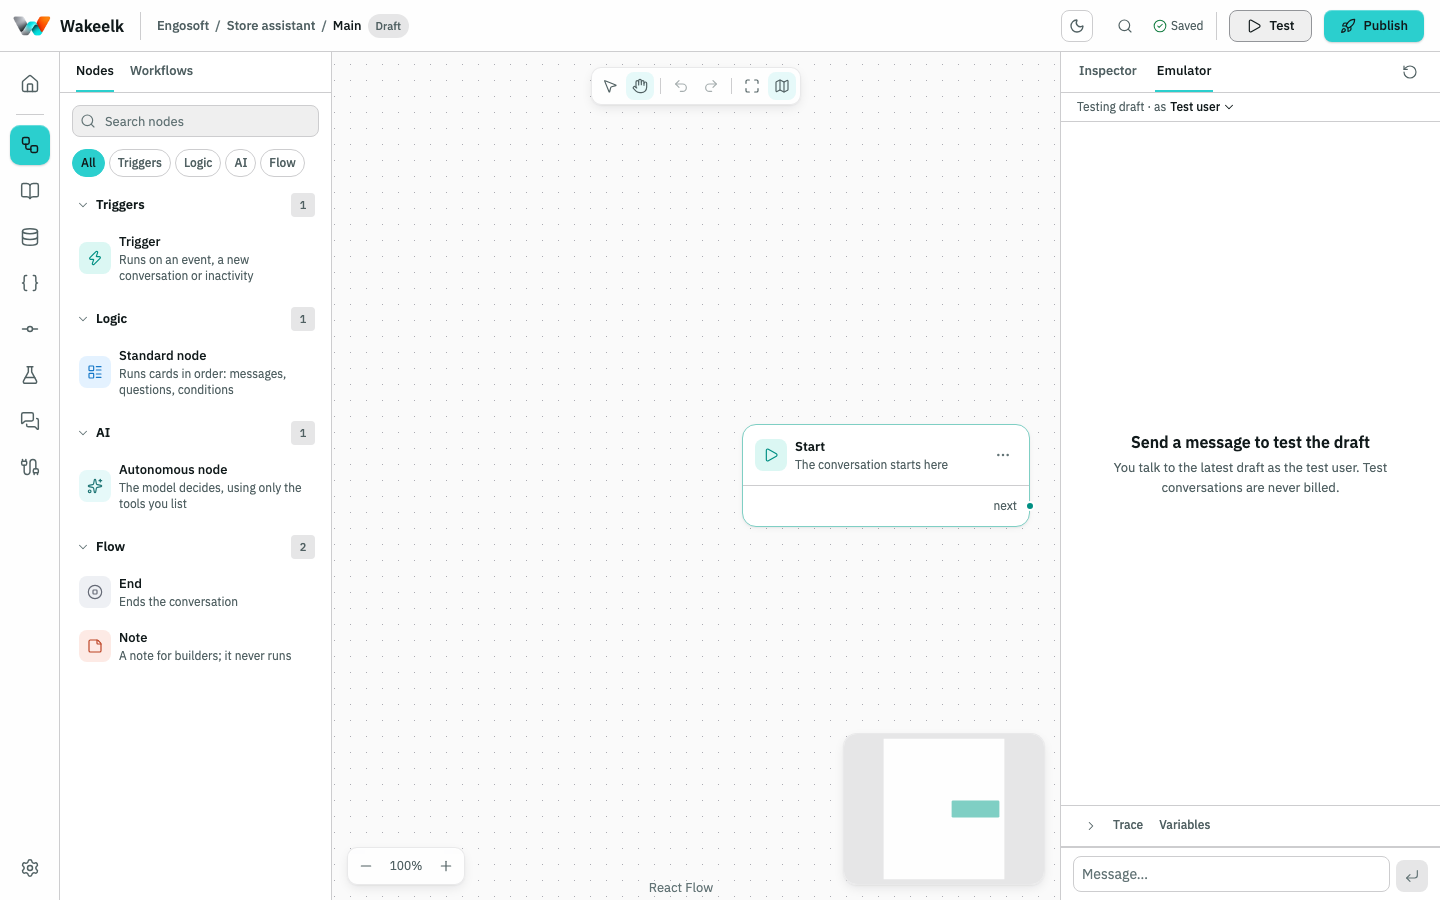 Wakeelk
Engosoft / Store assistant / Main Draft
Saved
Test
Publish
Nodes Workflows
Search nodes
All Triggers Logic AI Flow
Triggers 1
Trigger
Runs on an event, a new
conversation or inactivity
Logic 1
Standard node
Runs cards in order: messages,
questions, conditions
AI 1
Autonomous node
The model decides, using only the
tools you list
Flow 2
End
Ends the conversation
Note
A note for builders; it never runs
Start
The conversation starts here
next
100%
React Flow
Inspector Emulator
Testing draft · as Test user
Send a message to test the draft
You talk to the latest draft as the test user. Test
conversations are never billed.
Trace Variables
Message...